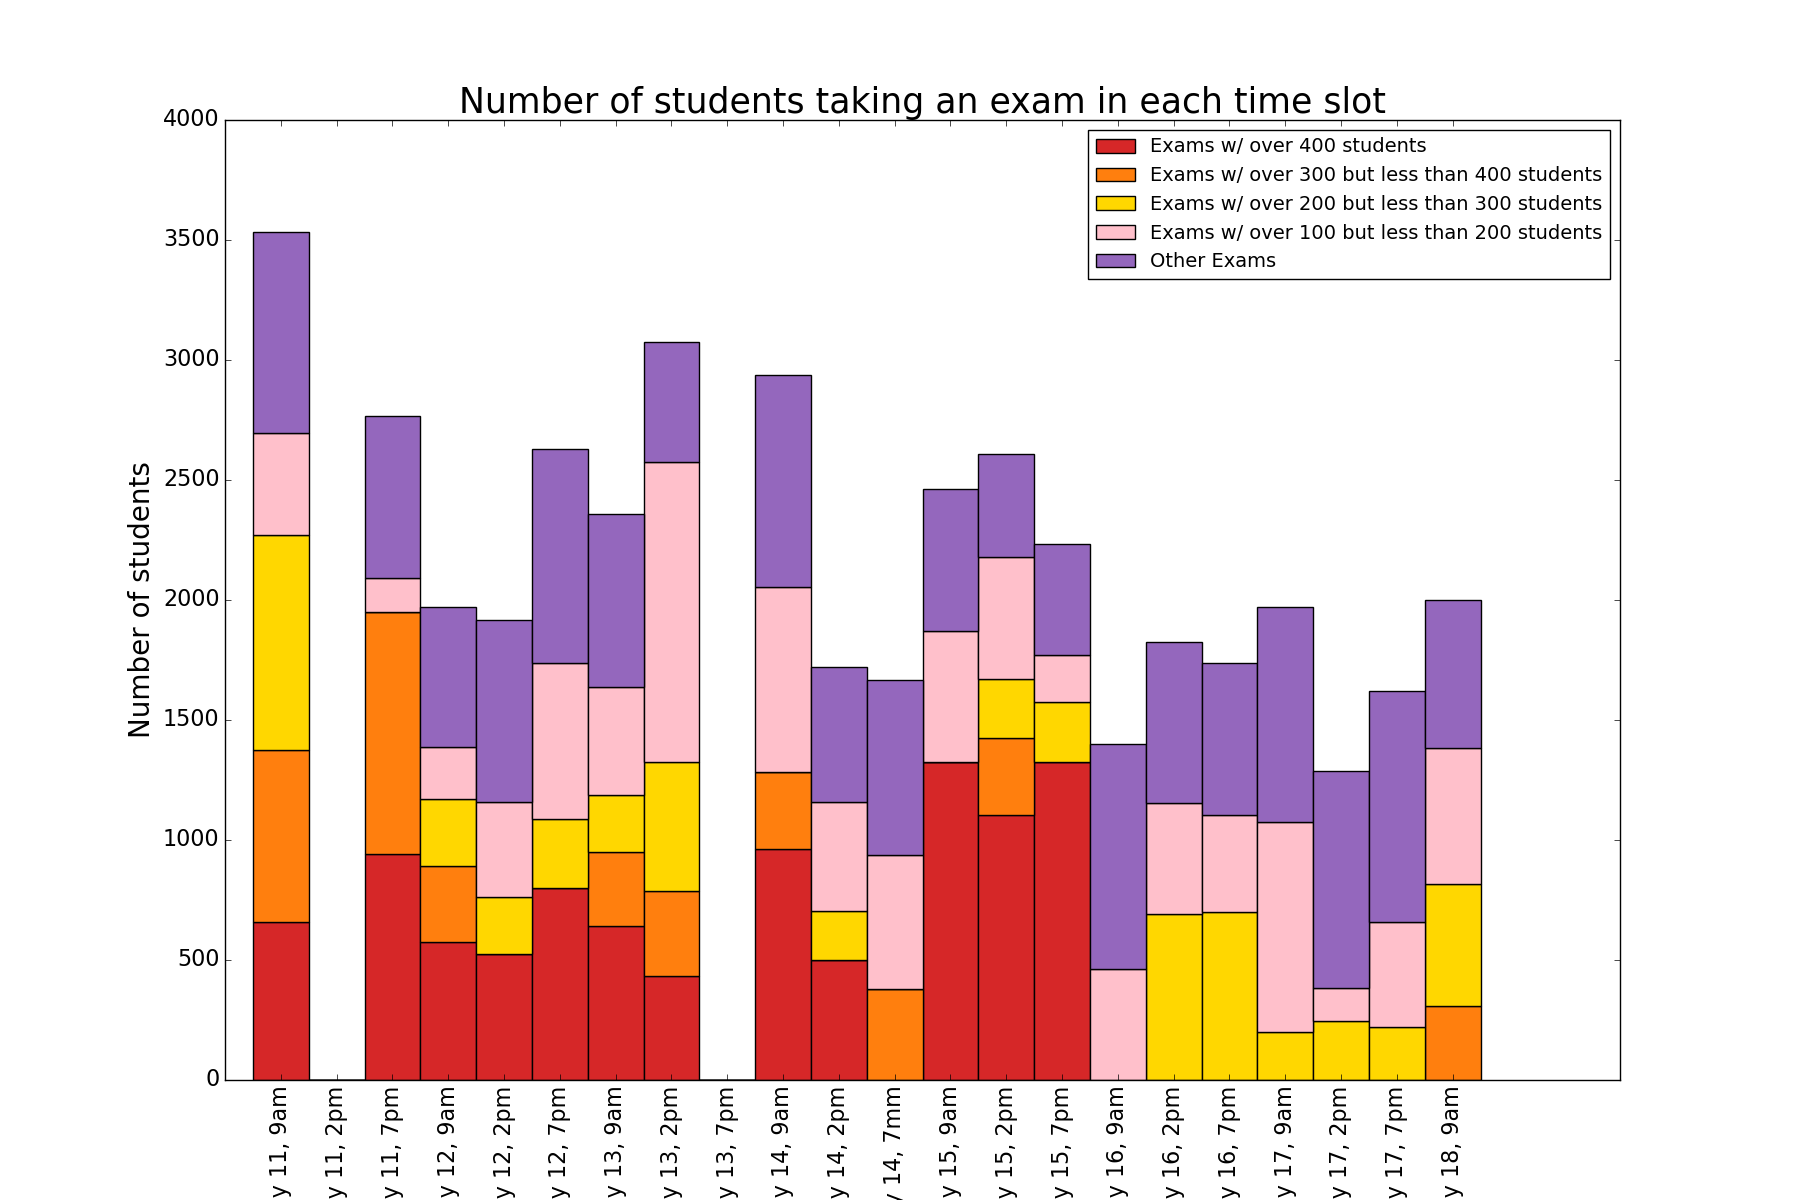 Number of students taking an exam in each time slot
4000
3500
3000
2500
2000
1500
1000
500
0
Number of students
Exams w/ over 400 students
Exams w/ over 300 but less than 400 students
Exams w/ over 200 but less than 300 students
Exams w/ over 100 but less than 200 students
Other Exams
y 11, 9am
y 11, 2pm
y 11, 7pm
y 12, 9am
y 12, 2pm
y 12, 7pm
y 13, 9am
y 13, 2pm
y 13, 7pm
y 14, 9am
y 14, 2pm
y 14, 7mm
y 15, 9am
y 15, 2pm
y 15, 7pm
y 16, 9am
y 16, 2pm
y 16, 7pm
y 17, 9am
y 17, 2pm
y 17, 7pm
y 18, 9am